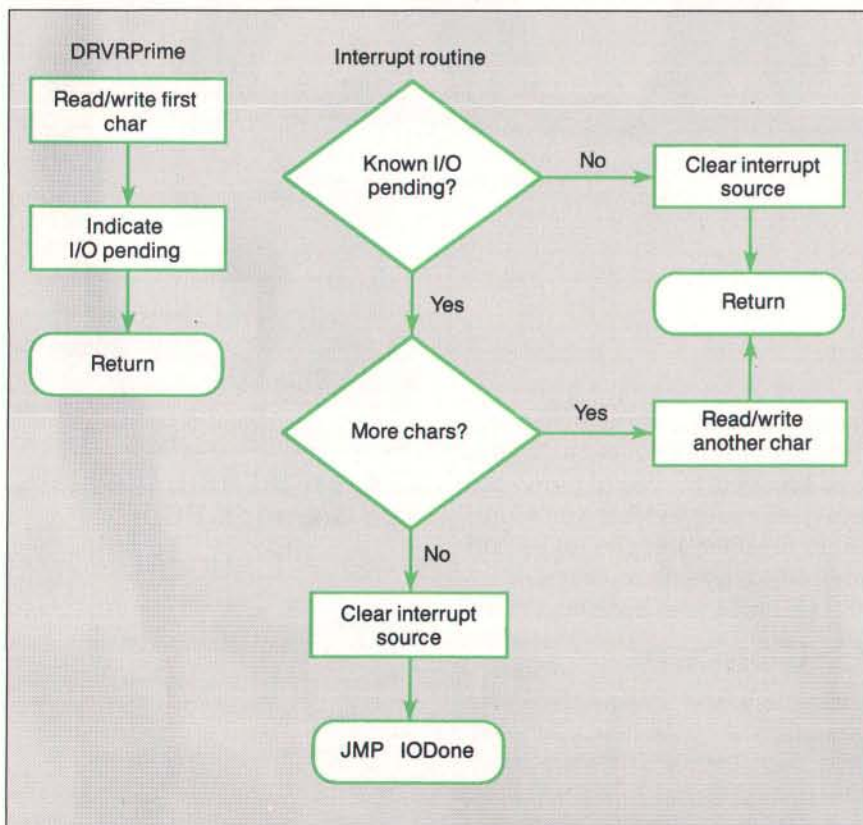 DRVRPrime
Read/write first
char
Indicate
I/O pending
Return
Interrupt routine
Known I/O
pending?
No
Clear interrupt
source
Return
Yes
More chars?
Yes
Read/write
another char
No
Clear interrupt
source
JMP IODone